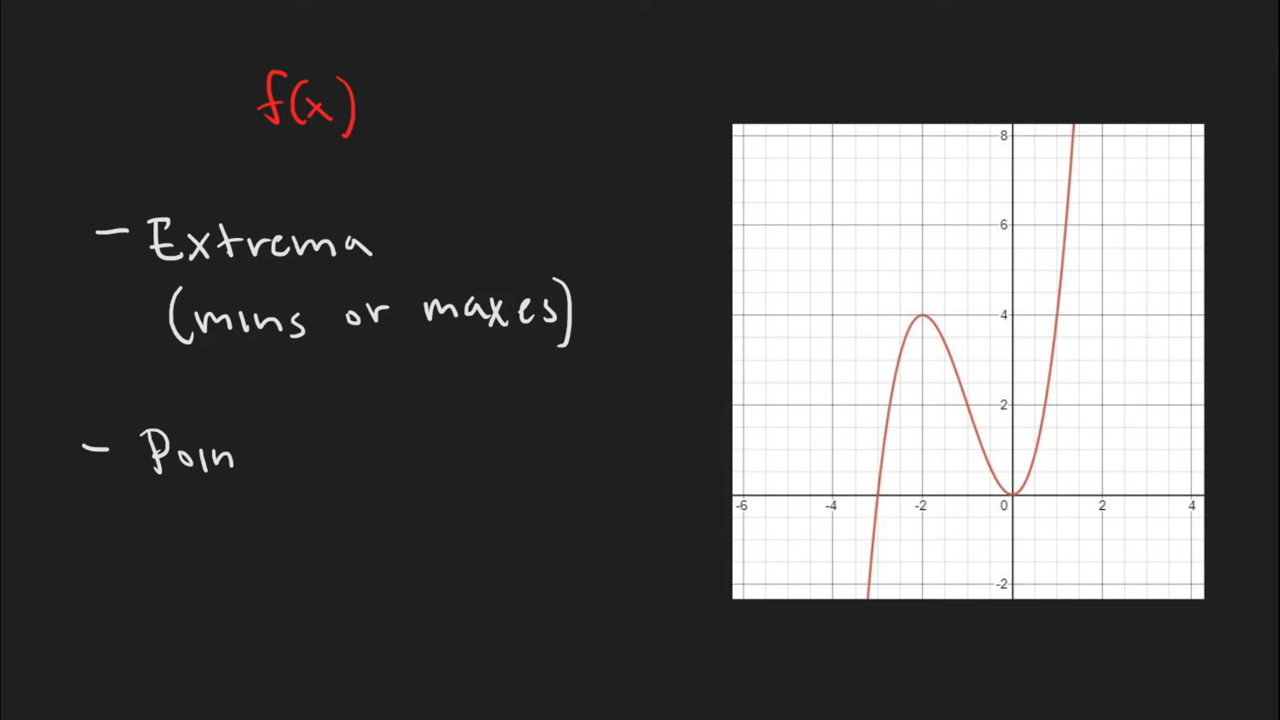 f(x)
- Extrema
(mins or maxes)
- Poin
8
6
4
2
-6 -4 -2 0 2 4
-2